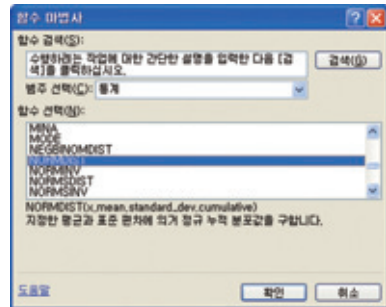 함수 마법사
함수 검색(S):
수행하려는 작업에 대한 간단한 설명을 입력한 다음 [검
색]을 클릭하십시오.
검색(G)
범주 선택(C): 통계
함수 선택(N):
MINA
MODE
NEGBINOMDIST
NORMDIST
NORMINV
NORMSDIST
NORMSINV
NORMDIST(x,mean,standard_dev,cumulative)
지정한 평균과 표준 편차에 의거 정규 누적 분포값을 구합니다.
도움말
확인
취소